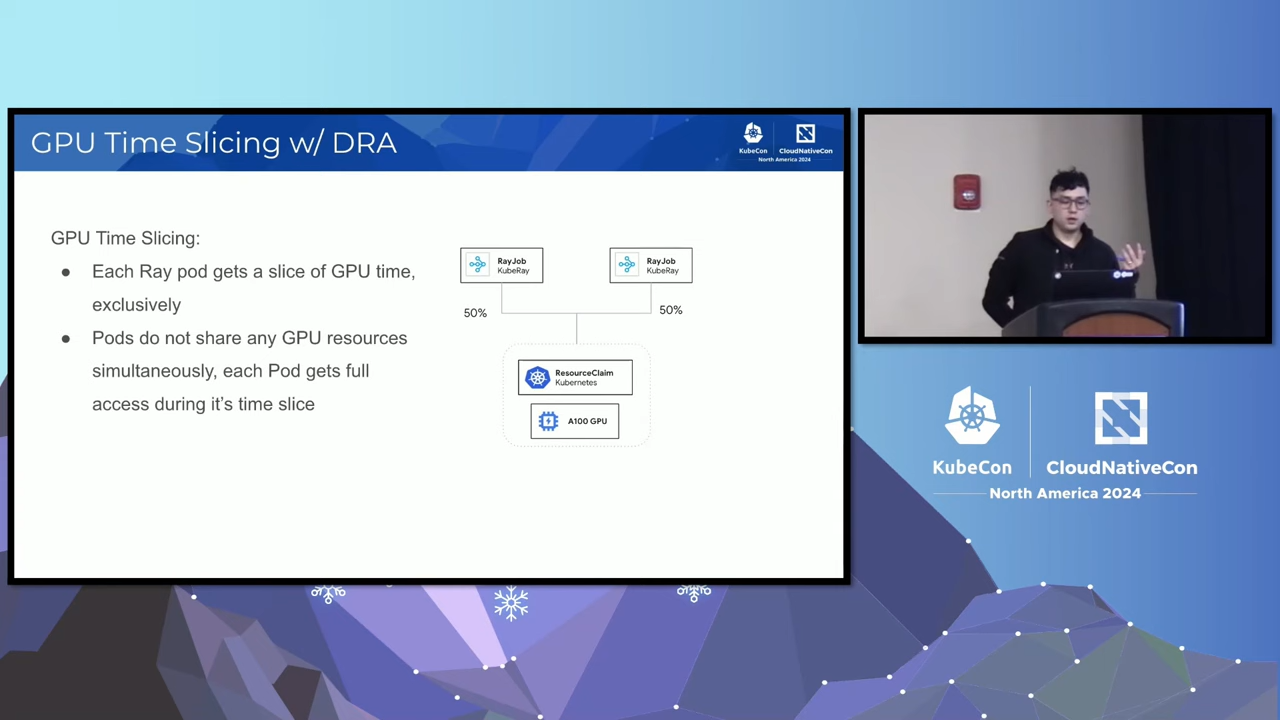 GPU Time Slicing w/ DRA
KubeCon
CloudNativeCon
North America 2024
GPU Time Slicing:
● Each Ray pod gets a slice of GPU time,
exclusively
● Pods do not share any GPU resources
simultaneously, each Pod gets full
access during it's time slice
RayJob
KubeRay
RayJob
KubeRay
50%
50%
ResourceClaim
Kubernetes
A100 GPU
KubeCon
CloudNativeCon
North America 2024